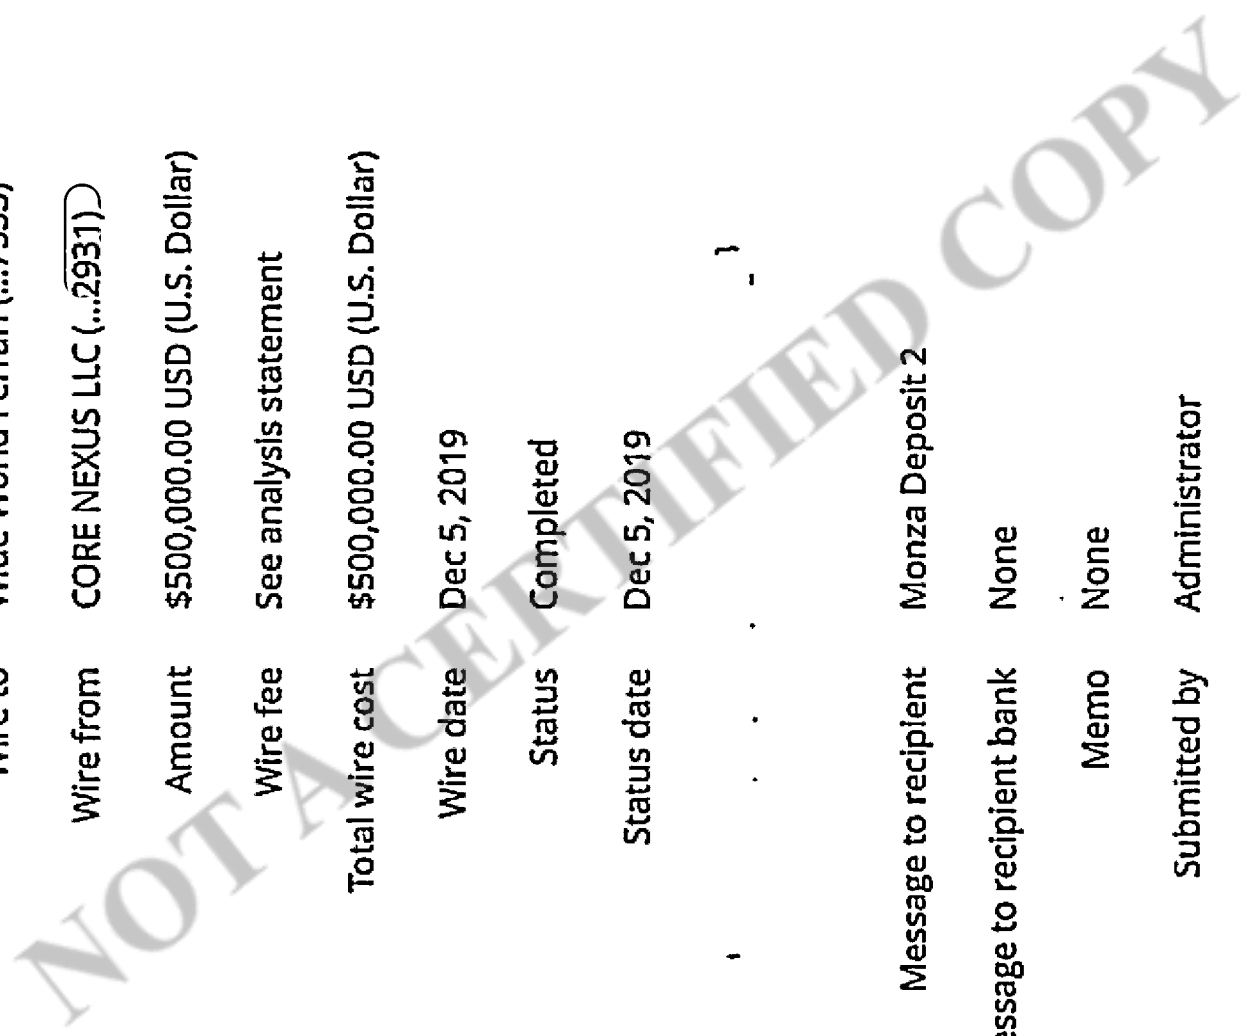 Wire from CORE NEXUS LLC (...2931)
Amount $500,000.00 USD (U.S. Dollar)
Wire fee See analysis statement
Total wire cost $500,000.00 USD (U.S. Dollar)
Wire date Dec 5, 2019
Status Completed
Status date Dec 5, 2019
Message to recipient Monza Deposit 2
essage to recipient bank None
Memo None
Submitted by Administrator
NOT A CERTIFIED COPY